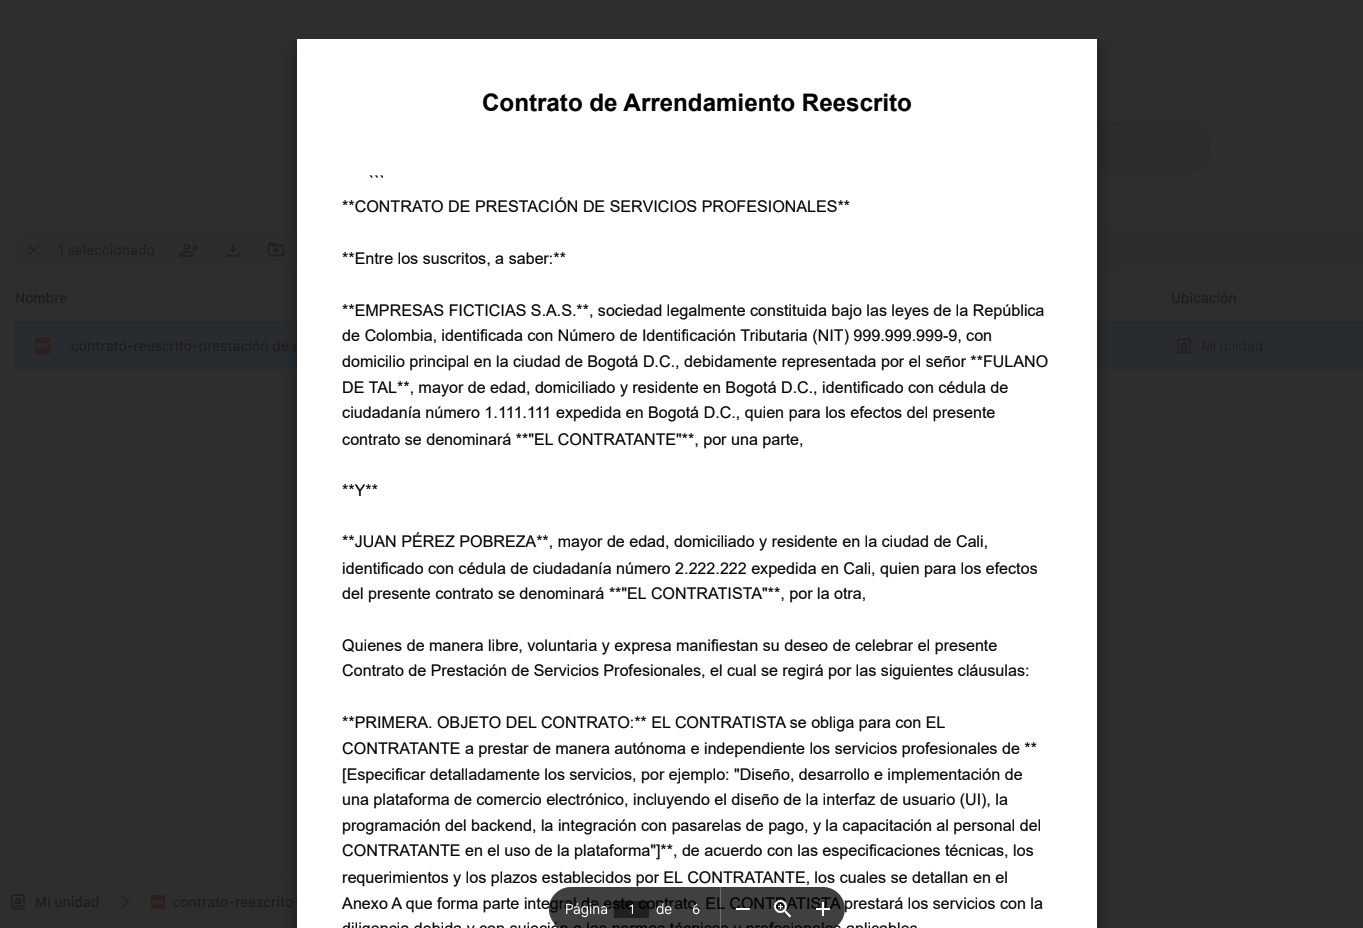 Contrato de Arrendamiento Reescrito
```
**CONTRATO DE PRESTACIÓN DE SERVICIOS PROFESIONALES**
**Entre los suscritos, a saber:**
**EMPRESAS FICTICIAS S.A.S.**, sociedad legalmente constituida bajo las leyes de la República
de Colombia, identificada con Número de Identificación Tributaria (NIT) 999.999.999-9, con
domicilio principal en la ciudad de Bogotá D.C., debidamente representada por el señor **FULANO
DE TAL**, mayor de edad, domiciliado y residente en Bogotá D.C., identificado con cédula de
ciudadanía número 1.111.111 expedida en Bogotá D.C., quien para los efectos del presente
contrato se denominará **"EL CONTRATANTE"**, por una parte,
**Y**
**JUAN PÉREZ POBREZA**, mayor de edad, domiciliado y residente en la ciudad de Cali,
identificado con cédula de ciudadanía número 2.222.222 expedida en Cali, quien para los efectos
del presente contrato se denominará **"EL CONTRATISTA"**, por la otra,
Quienes de manera libre, voluntaria y expresa manifiestan su deseo de celebrar el presente
Contrato de Prestación de Servicios Profesionales, el cual se regirá por las siguientes cláusulas:
**PRIMERA. OBJETO DEL CONTRATO:** EL CONTRATISTA se obliga para con EL
CONTRATANTE a prestar de manera autónoma e independiente los servicios profesionales de **
[Especificar detalladamente los servicios, por ejemplo: "Diseño, desarrollo e implementación de
una plataforma de comercio electrónico, incluyendo el diseño de la interfaz de usuario (UI), la
programación del backend, la integración con pasarelas de pago, y la capacitación al personal del
CONTRATANTE en el uso de la plataforma"]**, de acuerdo con las especificaciones técnicas, los
requerimientos y los plazos establecidos por EL CONTRATANTE, los cuales se detallan en el
Anexo A que forma parte integral de este contrato. EL CONTRATISTA prestará los servicios con la
diligencia debida y con sujeción a las normas técnicas y profesionales aplicables.
1 seleccionado
Nombre
Ubicación
contrato-reescrito-prestación de
Mi unidad
Mi unidad
contrato-reescrito-
Página 1 de 6